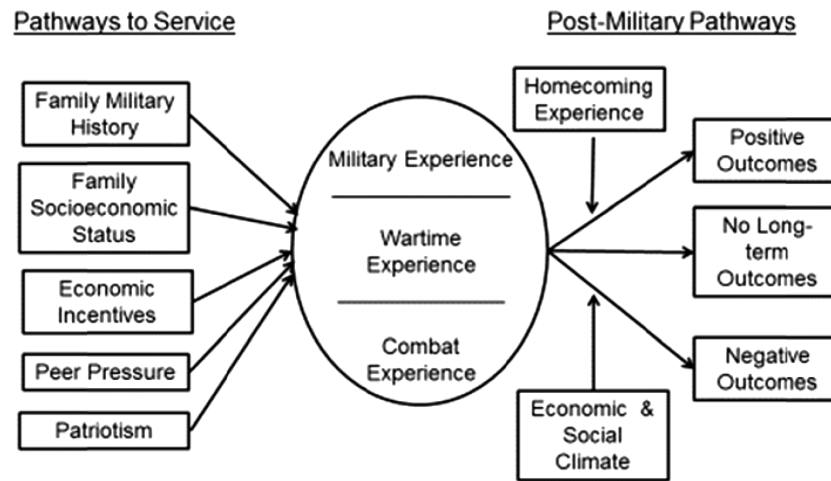 Pathways to Service
Post-Military Pathways
Family Military
History
Family
Socioeconomic
Status
Economic
Incentives
Peer Pressure
Patriotism
Military Experience
Wartime
Experience
Combat
Experience
Homecoming
Experience
Economic & 
Social
Climate
Positive
Outcomes
No Long-
term
Outcomes
Negative
Outcomes